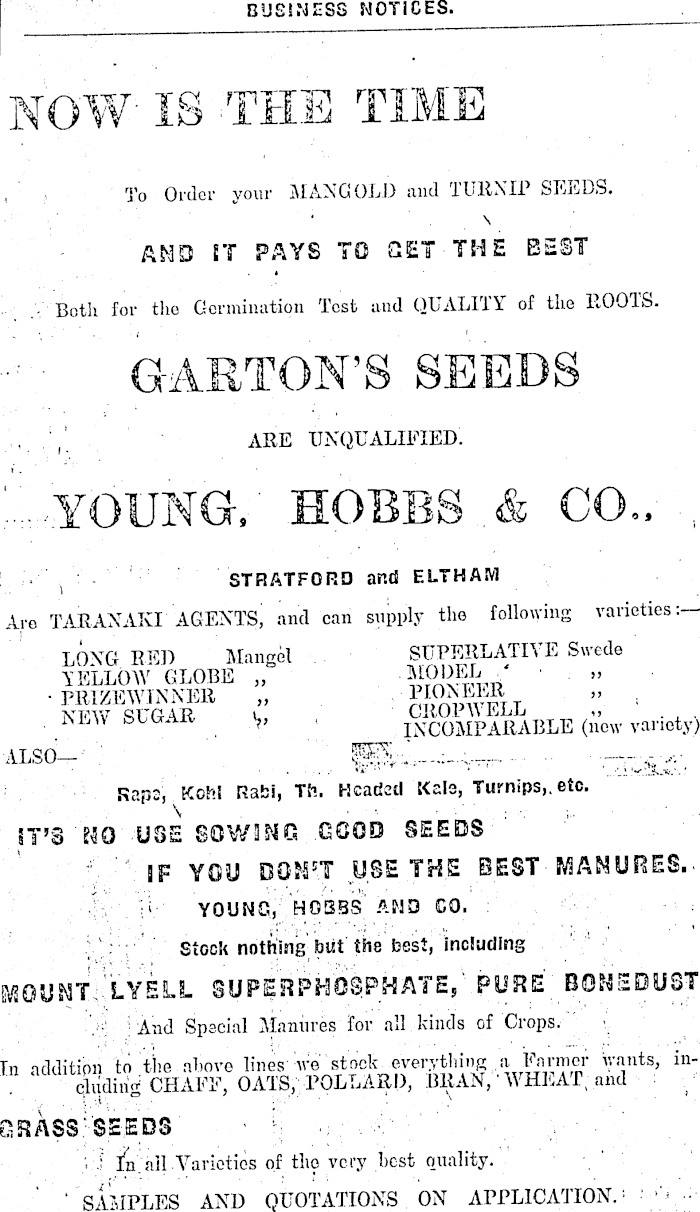 BUSINESS NOTICES.
NOW IS THE TIME
To Order your MANGOLD and TURNIP SEEDS.
AND IT PAYS TO GET THE BEST
Both for the Germination Test and QUALITY of the ROOTS.
GARTON'S SEEDS
ARE UNQUALIFIED.
YOUNG, HOBBS & CO.,
STRATFORD and ELTHAM
Are TARANAKI AGENTS, and can supply the following varieties:—
LONG RED Mangel
YELLOW GLOBE ,,
PRIZEWINNER ,,
NEW SUGAR ,,
SUPERLATIVE Swede
MODEL ,,
PIONEER ,,
CROPWELL ,,
INCOMPARABLE (new variety)
ALSO—
Rape, Kohl Rabi, Th. Headed Kale, Turnips, etc.
IT'S NO USE SOWING GOOD SEEDS
IF YOU DON'T USE THE BEST MANURES.
YOUNG, HOBBS AND CO.
Stock nothing but the best, including
MOUNT LYELL SUPERPHOSPHATE, PURE BONEDUST
And Special Manures for all kinds of Crops.
In addition to the above lines we stock everything a Farmer wants, in-
cluding CHAFF, OATS, POLLARD, BRAN, WHEAT and
GRASS SEEDS
In all Varieties of the very best quality.
SAMPLES AND QUOTATIONS ON APPLICATION.